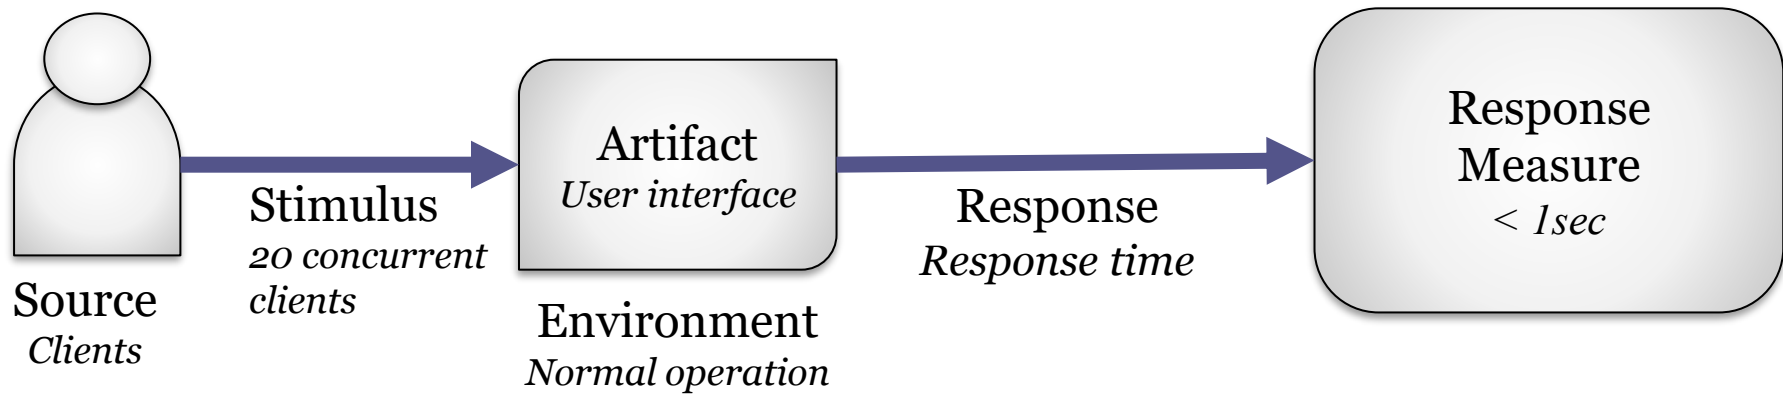 Source
Clients
Stimulus
20 concurrent
clients
Artifact
User interface
Environment
Normal operation
Response
Response time
Response
Measure
< 1sec